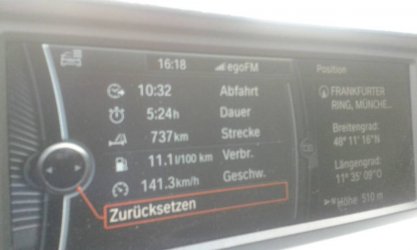 16:18
egoFM
10:32 Abfahrt
5:24h Dauer
737km Strecke
11.1 l/100 km Verbr.
141.3km/h Geschw.
Zurücksetzen
Position
FRANKFURTER
RING, MÜNCHE...
Breitengrad:
48° 11' 16"N
Längengrad:
11° 35' 09"O
Höhe 510 m